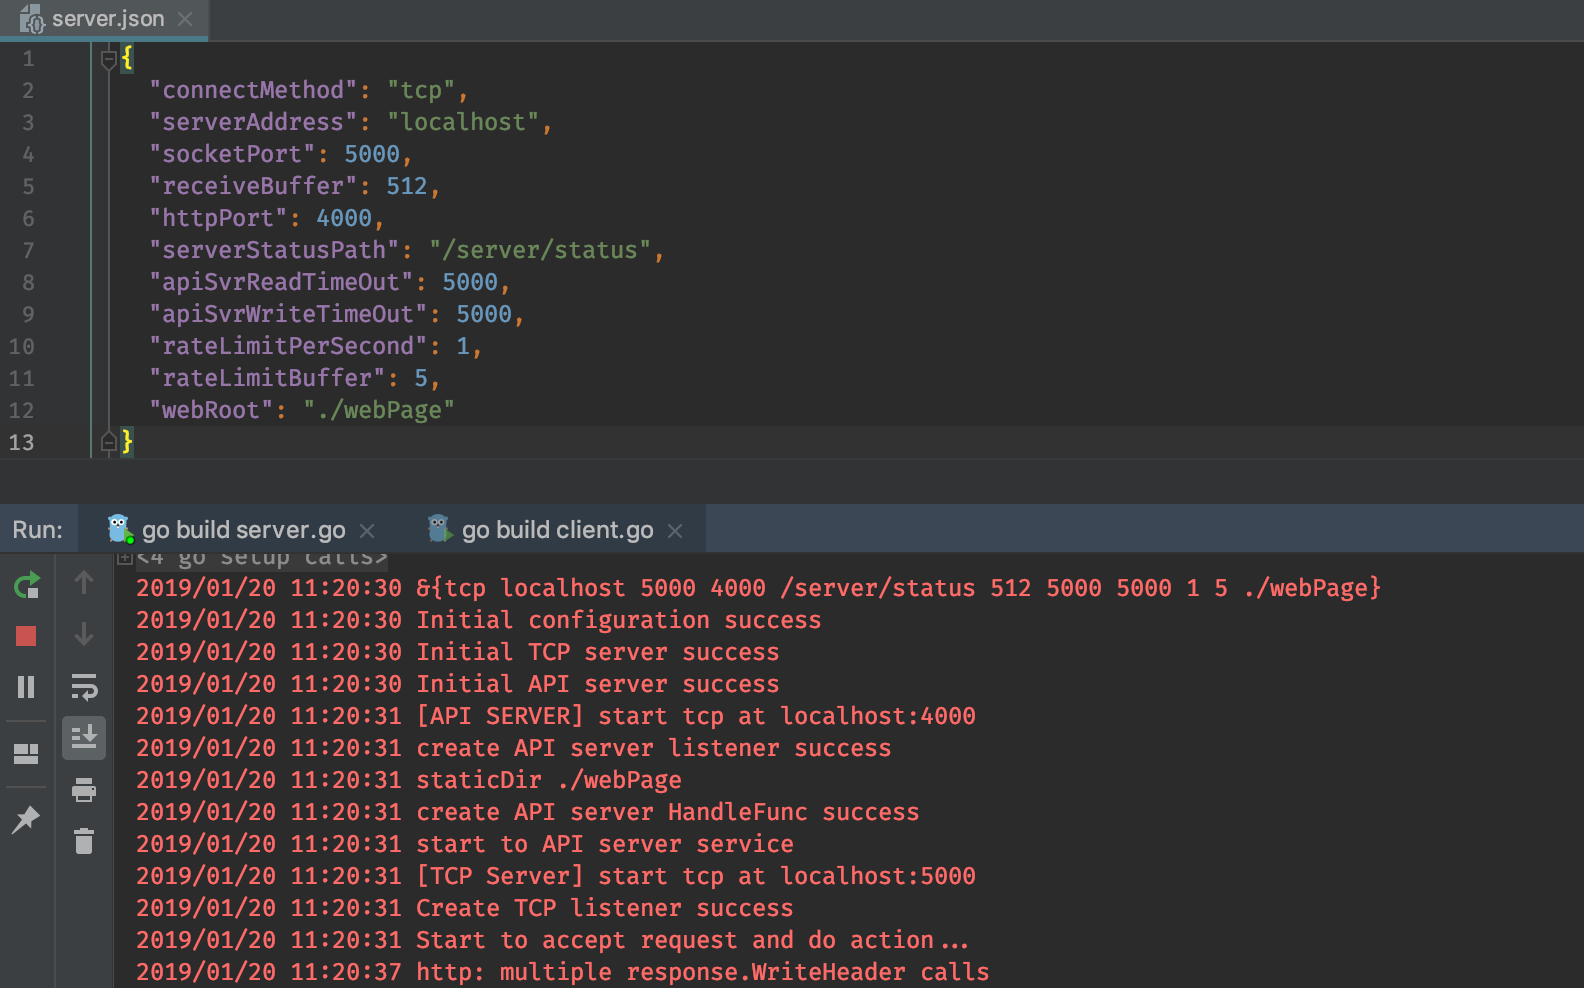 server.json
1 {
2 "connectMethod": "tcp",
3 "serverAddress": "localhost",
4 "socketPort": 5000,
5 "receiveBuffer": 512,
6 "httpPort": 4000,
7 "serverStatusPath": "/server/status",
8 "apiSvrReadTimeOut": 5000,
9 "apiSvrWriteTimeOut": 5000,
10 "rateLimitPerSecond": 1,
11 "rateLimitBuffer": 5,
12 "webRoot": "./webPage"
13 }
Run: go build server.go go build client.go
<4 go setup calls>
2019/01/20 11:20:30 &{tcp localhost 5000 4000 /server/status 512 5000 5000 1 5 ./webPage}
2019/01/20 11:20:30 Initial configuration success
2019/01/20 11:20:30 Initial TCP server success
2019/01/20 11:20:30 Initial API server success
2019/01/20 11:20:31 [API SERVER] start tcp at localhost:4000
2019/01/20 11:20:31 create API server listener success
2019/01/20 11:20:31 staticDir ./webPage
2019/01/20 11:20:31 create API server HandleFunc success
2019/01/20 11:20:31 start to API server service
2019/01/20 11:20:31 [TCP Server] start tcp at localhost:5000
2019/01/20 11:20:31 Create TCP listener success
2019/01/20 11:20:31 Start to accept request and do action...
2019/01/20 11:20:37 http: multiple response.WriteHeader calls